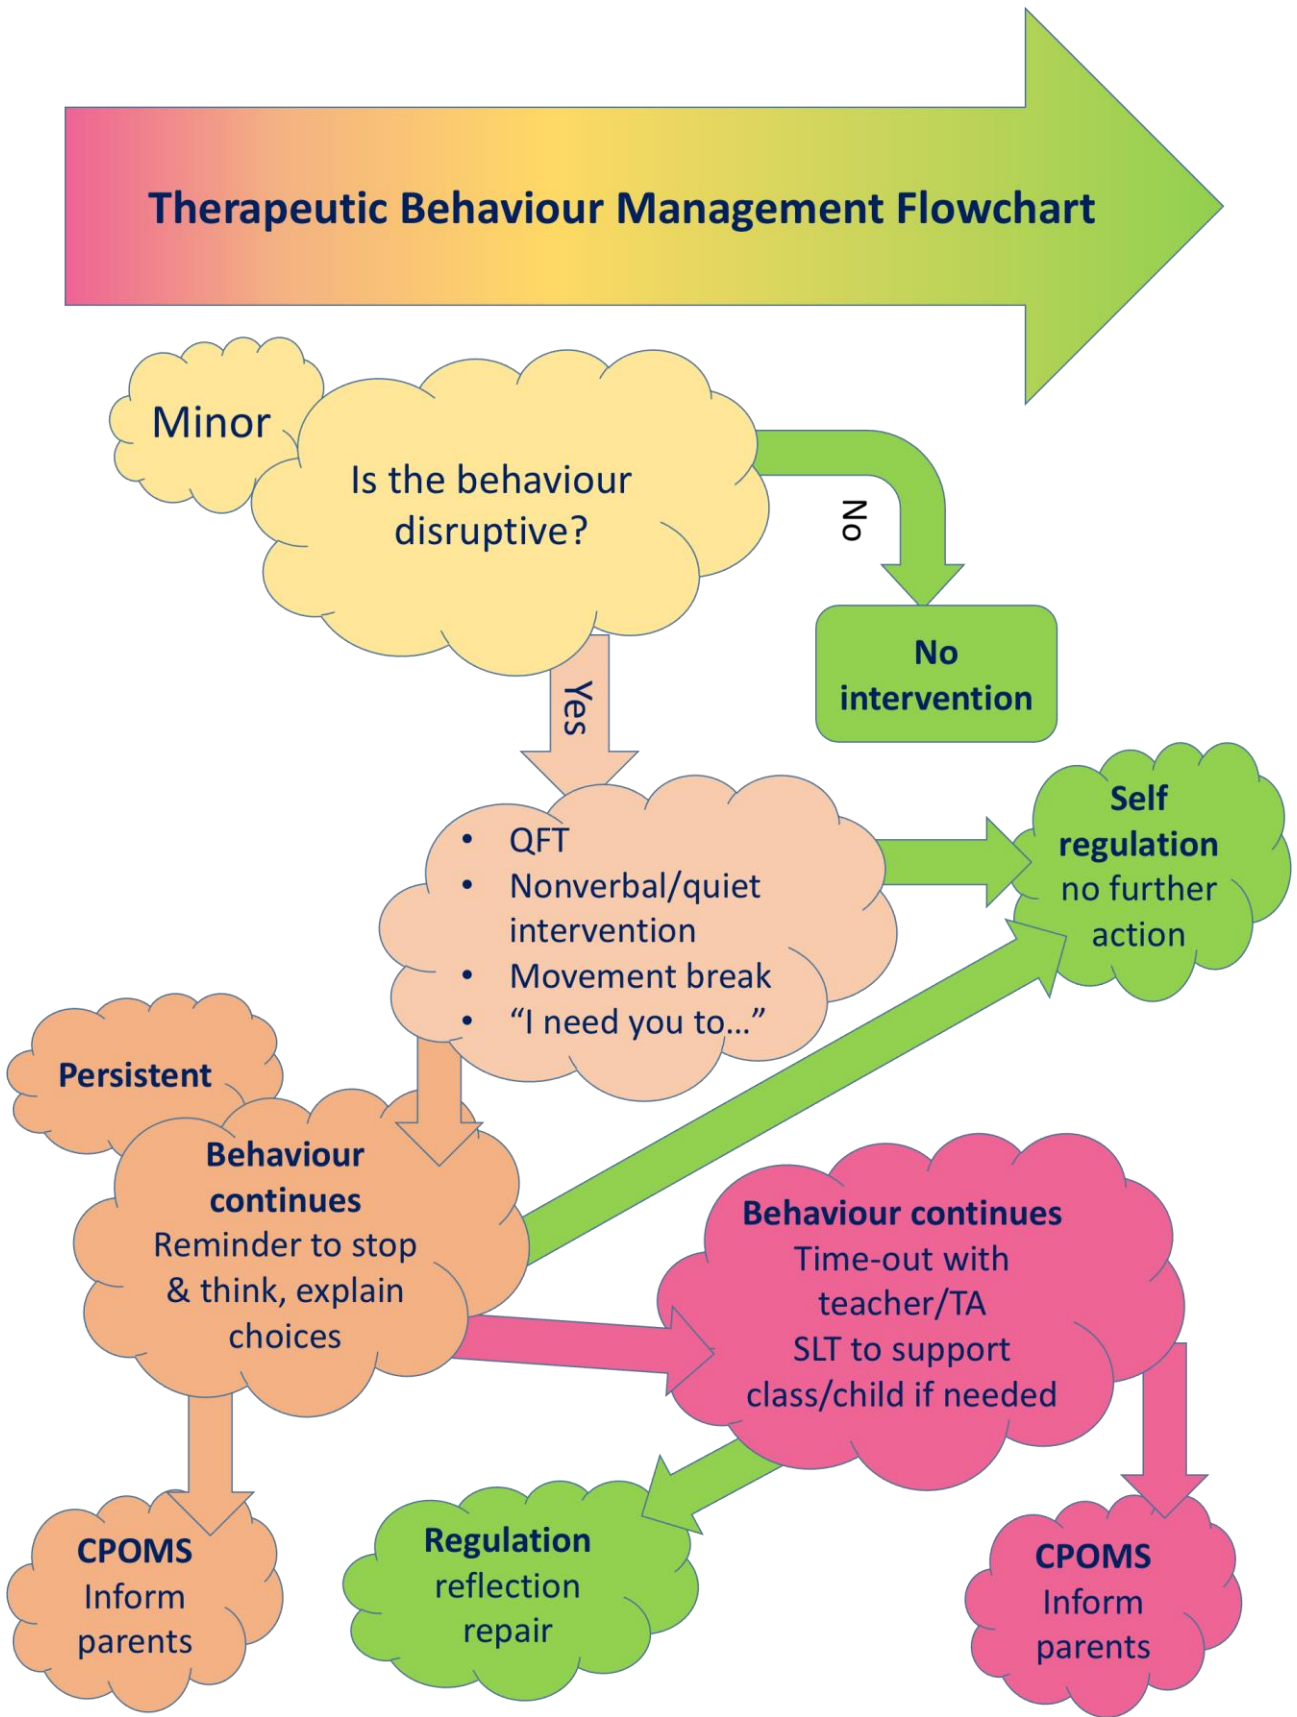 Therapeutic Behaviour Management Flowchart
Minor
Is the behaviour
disruptive?
No
No
intervention
Yes
• QFT
• Nonverbal/quiet
intervention
• Movement break
• “I need you to…”
Self
regulation
no further
action
Persistent
Behaviour
continues
Reminder to stop
& think, explain
choices
Behaviour continues
Time-out with
teacher/TA
SLT to support
class/child if needed
CPOMS
Inform
parents
Regulation
reflection
repair
CPOMS
Inform
parents